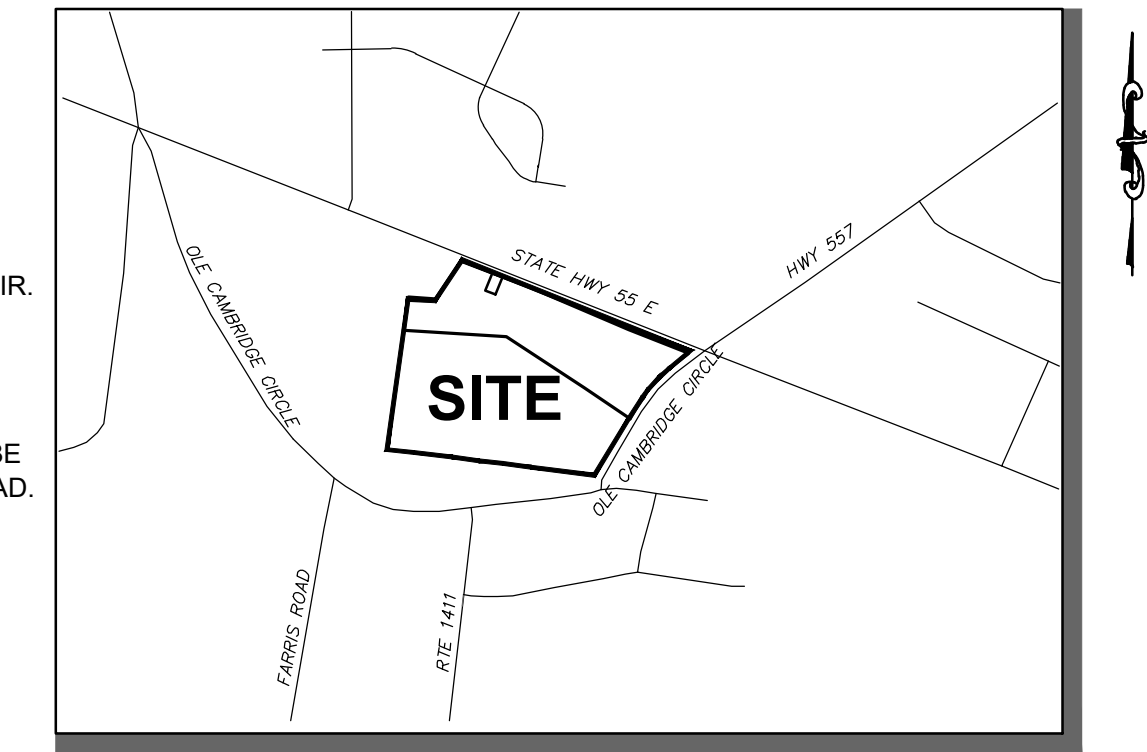 IR.
BE
AD.
STATE HWY 55 E
HWY 557
OLE CAMBRIDGE CIRCLE
OLE CAMBRIDGE CIRCLE
SITE
FARRIS ROAD
RTE 1411